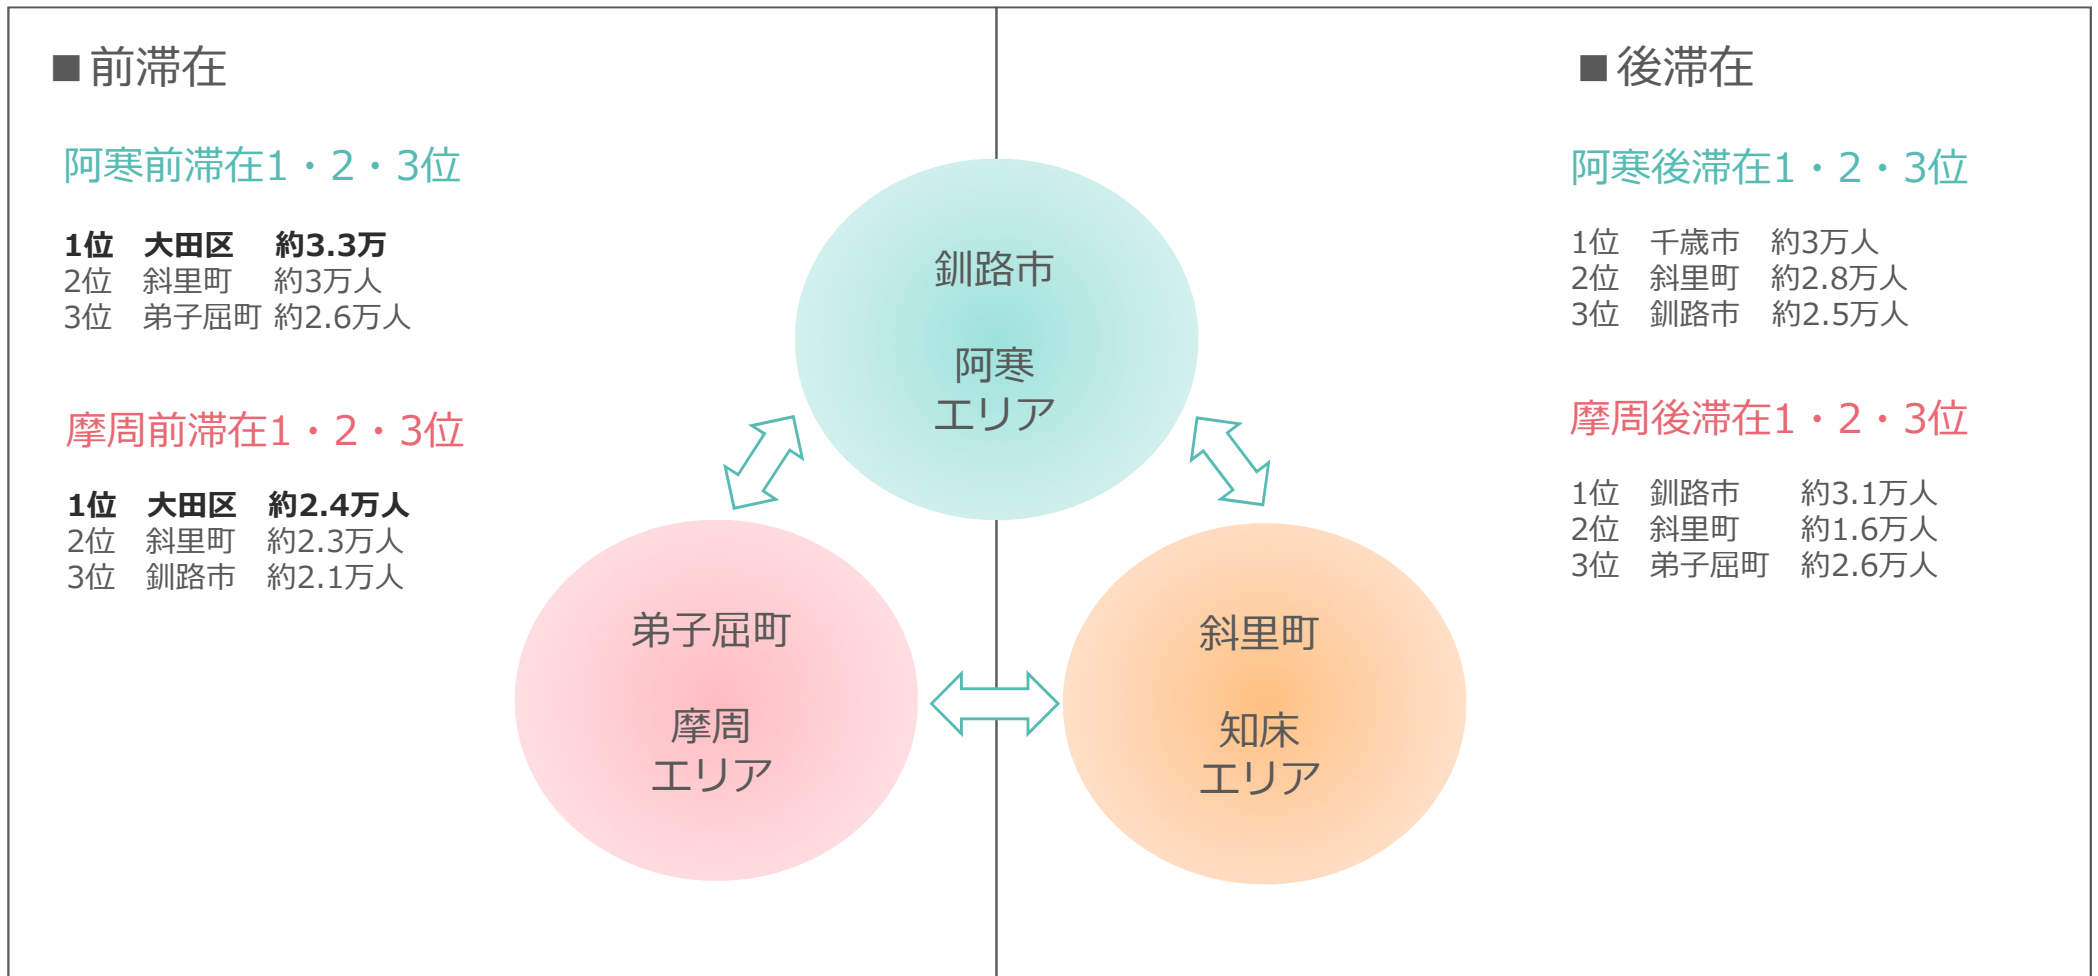 ■前滞在
阿寒前滞在1・2・3位
1位 大田区 約3.3万
2位 斜里町 約3万人
3位 弟子屈町 約2.6万人
摩周前滞在1・2・3位
1位 大田区 約2.4万人
2位 斜里町 約2.3万人
3位 釧路市 約2.1万人
釧路市
阿寒
エリア
弟子屈町
摩周
エリア
斜里町
知床
エリア
■後滞在
阿寒後滞在1・2・3位
1位 千歳市 約3万人
2位 斜里町 約2.8万人
3位 釧路市 約2.5万人
摩周後滞在1・2・3位
1位 釧路市 約3.1万人
2位 斜里町 約1.6万人
3位 弟子屈町 約2.6万人